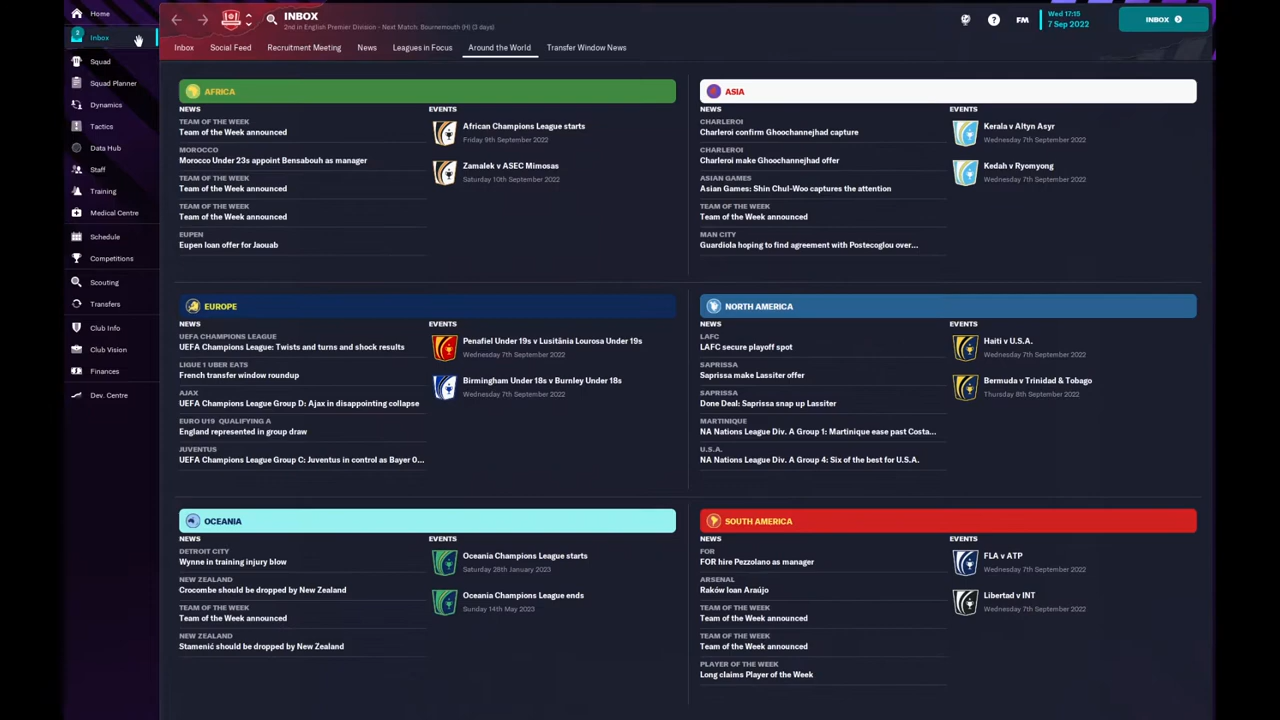 Home
2
Inbox
Squad
Squad Planner
Dynamics
Tactics
Data Hub
Staff
Training
Medical Centre
Schedule
Competitions
Scouting
Transfers
Club Info
Club Vision
Finances
Dev. Centre
INBOX
2nd in English Premier Division - Next Match: Bournemouth (H) (3 days)
FM
Wed 17:15
7 Sep 2022
INBOX
Inbox
Social Feed
Recruitment Meeting
News
Leagues in Focus
Around the World
Transfer Window News
AFRICA
NEWS
TEAM OF THE WEEK
Team of the Week announced
MOROCCO
Morocco Under 23s appoint Bensabouh as manager
TEAM OF THE WEEK
Team of the Week announced
TEAM OF THE WEEK
Team of the Week announced
EUPEN
Eupen loan offer for Jaouab
EVENTS
African Champions League starts
Friday 9th September 2022
Zamalek v ASEC Mimosas
Saturday 10th September 2022
ASIA
NEWS
CHARLEROI
Charleroi confirm Ghoochannejhad capture
CHARLEROI
Charleroi make Ghoochannejhad offer
ASIAN GAMES
Asian Games: Shin Chul-Woo captures the attention
TEAM OF THE WEEK
Team of the Week announced
MAN CITY
Guardiola hoping to find agreement with Postecoglou over...
EVENTS
Kerala v Altyn Asyr
Wednesday 7th September 2022
Kedah v Ryomyong
Wednesday 7th September 2022
EUROPE
NEWS
UEFA CHAMPIONS LEAGUE
UEFA Champions League: Twists and turns and shock results
LIGUE 1 UBER EATS
French transfer window roundup
AJAX
UEFA Champions League Group D: Ajax in disappointing collapse
EURO U19 QUALIFYING A
England represented in group draw
JUVENTUS
UEFA Champions League Group C: Juventus in control as Bayer 0...
EVENTS
Penafiel Under 19s v Lusitânia Lourosa Under 19s
Wednesday 7th September 2022
Birmingham Under 18s v Burnley Under 18s
Wednesday 7th September 2022
NORTH AMERICA
NEWS
LAFC
LAFC secure playoff spot
SAPRISSA
Saprissa make Lassiter offer
SAPRISSA
Done Deal: Saprissa snap up Lassiter
MARTINIQUE
NA Nations League Div. A Group 1: Martinique ease past Costa...
U.S.A.
NA Nations League Div. A Group 4: Six of the best for U.S.A.
EVENTS
Haiti v U.S.A.
Wednesday 7th September 2022
Bermuda v Trinidad & Tobago
Thursday 8th September 2022
OCEANIA
NEWS
DETROIT CITY
Wynne in training injury blow
NEW ZEALAND
Crocombe should be dropped by New Zealand
TEAM OF THE WEEK
Team of the Week announced
NEW ZEALAND
Stamenić should be dropped by New Zealand
EVENTS
Oceania Champions League starts
Saturday 28th January 2023
Oceania Champions League ends
Sunday 14th May 2023
SOUTH AMERICA
NEWS
FOR
FOR hire Pezzolano as manager
ARSENAL
Raków loan Araújo
TEAM OF THE WEEK
Team of the Week announced
TEAM OF THE WEEK
Team of the Week announced
PLAYER OF THE WEEK
Long claims Player of the Week
EVENTS
FLA v ATP
Wednesday 7th September 2022
Libertad v INT
Wednesday 7th September 2022